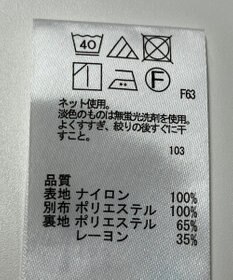 40
F
F63
ネット使用。
淡色のものは無蛍光洗剤を使用。
よくすすぎ、絞りの後すぐに干
すこと。
103
品質
表地 ナイロン 100%
別布 ポリエステル 100%
裏地 ポリエステル 65%
レーヨン 35%